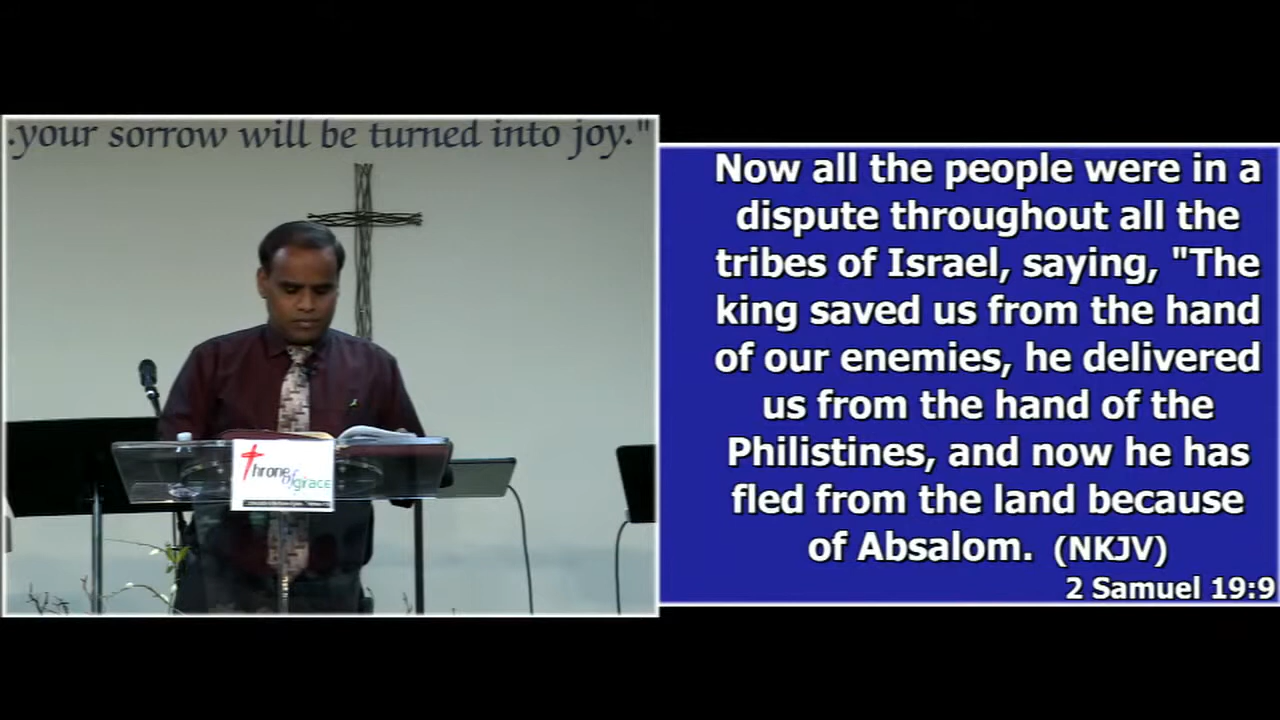 .your sorrow will be turned into joy."
Now all the people were in a
dispute throughout all the
tribes of Israel, saying, "The
king saved us from the hand
of our enemies, he delivered
us from the hand of the
Philistines, and now he has
fled from the land because
of Absalom. (NKJV)
2 Samuel 19:9
Throne
of grace